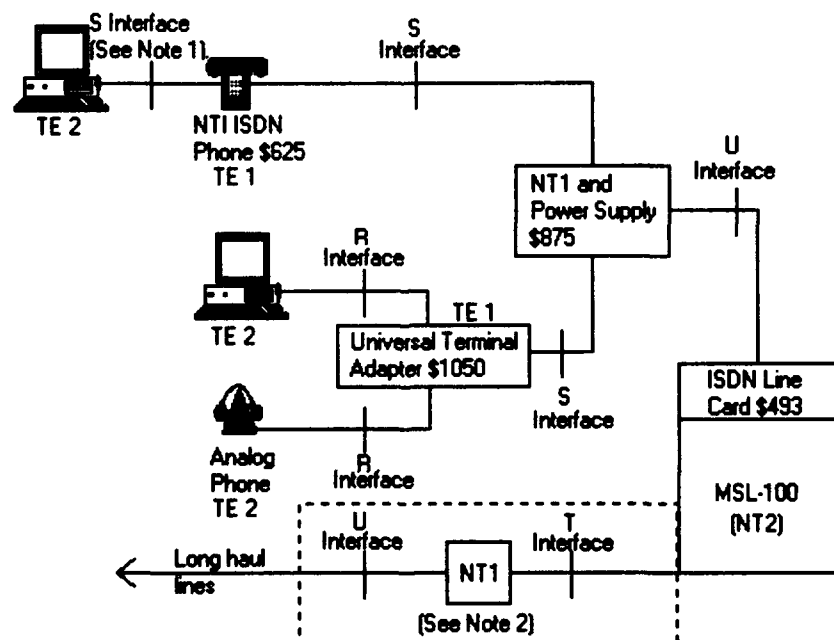 S Interface
(See Note 1).
S
Interface
TE 2
NTI ISDN
Phone $625
TE 1
U
Interface
NT1 and
Power Supply
$875
R
Interface
TE 2
TE 1
Universal Terminal
Adapter $1050
S
Interface
ISDN Line
Card $493
Analog
Phone
TE 2
R
Interface
MSL-100
(NT2)
U
Interface
T
Interface
Long haul
lines
NT1
(See Note 2)